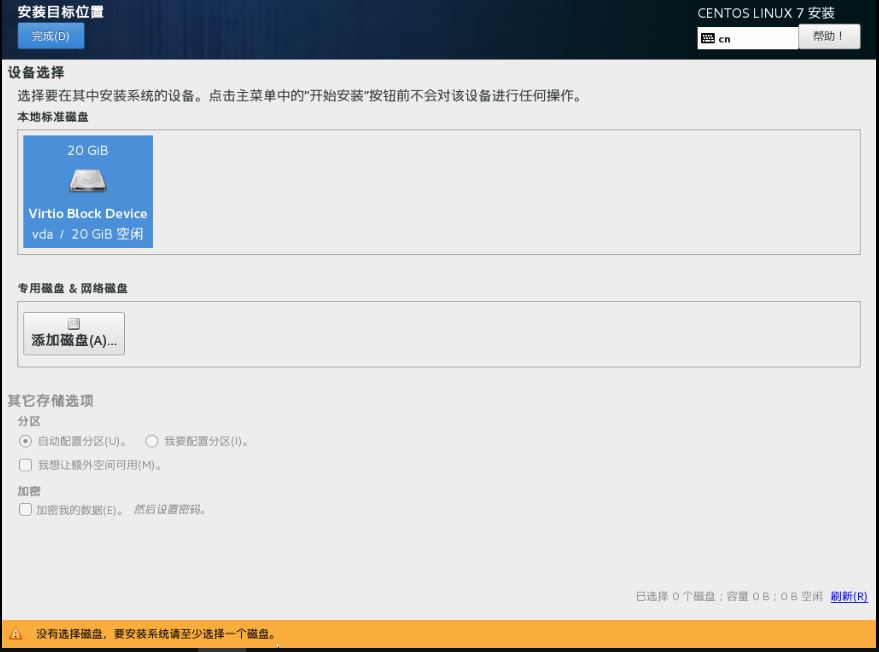 安装目标位置
CENTOS LINUX 7 安装
完成(D)
cn
帮助！
设备选择
选择要在其中安装系统的设备。点击主菜单中的"开始安装"按钮前不会对该设备进行任何操作。
本地标准磁盘
20 GiB
Virtio Block Device
vda / 20 GiB 空闲
专用磁盘 & 网络磁盘
添加磁盘(A)...
其它存储选项
分区
自动配置分区(U)。 我要配置分区(I)。
我想让额外空间可用(M)。
加密
加密我的数据(E)。 然后设置密码。
已选择 0 个磁盘；容量 0 B；0 B 空闲 刷新(R)
没有选择磁盘，要安装系统请至少选择一个磁盘。